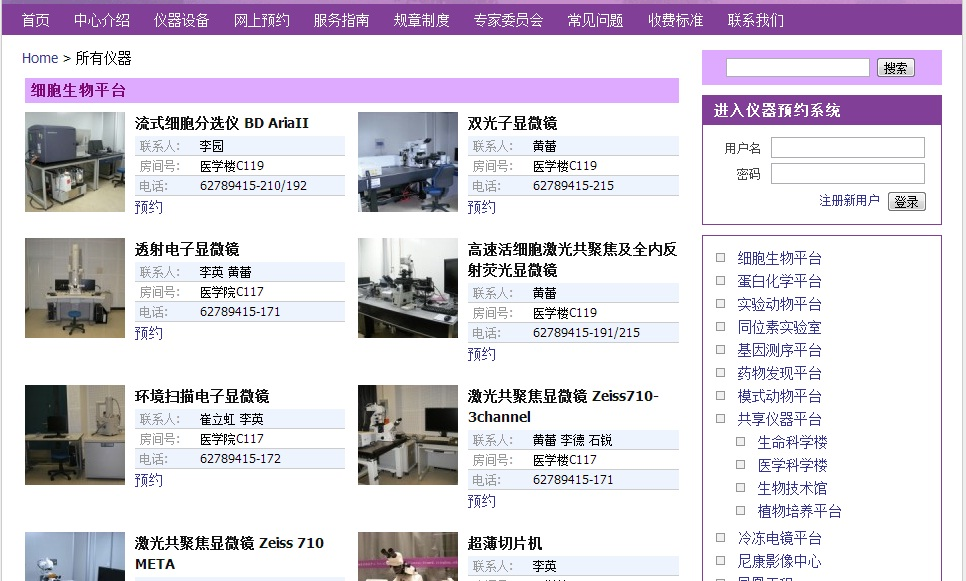 首页 中心介绍 仪器设备 网上预约 服务指南 规章制度 专家委员会 常见问题 收费标准 联系我们
Home > 所有仪器
细胞生物平台
流式细胞分选仪 BD AriaII
联系人: 李园
房间号: 医学楼C119
电话: 62789415-210/192
预约
双光子显微镜
联系人: 黄蕾
房间号: 医学楼C119
电话: 62789415-215
预约
透射电子显微镜
联系人: 李英 黄蕾
房间号: 医学院C117
电话: 62789415-171
预约
高速活细胞激光共聚焦及全内反
射荧光显微镜
联系人: 黄蕾
房间号: 医学楼C119
电话: 62789415-191/215
预约
环境扫描电子显微镜
联系人: 崔立虹 李英
房间号: 医学院C117
电话: 62789415-172
预约
激光共聚焦显微镜 Zeiss710-
3channel
联系人: 黄蕾 李德 石锐
房间号: 医学楼C117
电话: 62789415-171
预约
激光共聚焦显微镜 Zeiss 710
META
超薄切片机
联系人: 李英
搜索
进入仪器预约系统
用户名
密码
注册新用户 登录
细胞生物平台
蛋白化学平台
实验动物平台
同位素实验室
基因测序平台
药物发现平台
模式动物平台
共享仪器平台
生命科学楼
医学科学楼
生物技术馆
植物培养平台
冷冻电镜平台
尼康影像中心